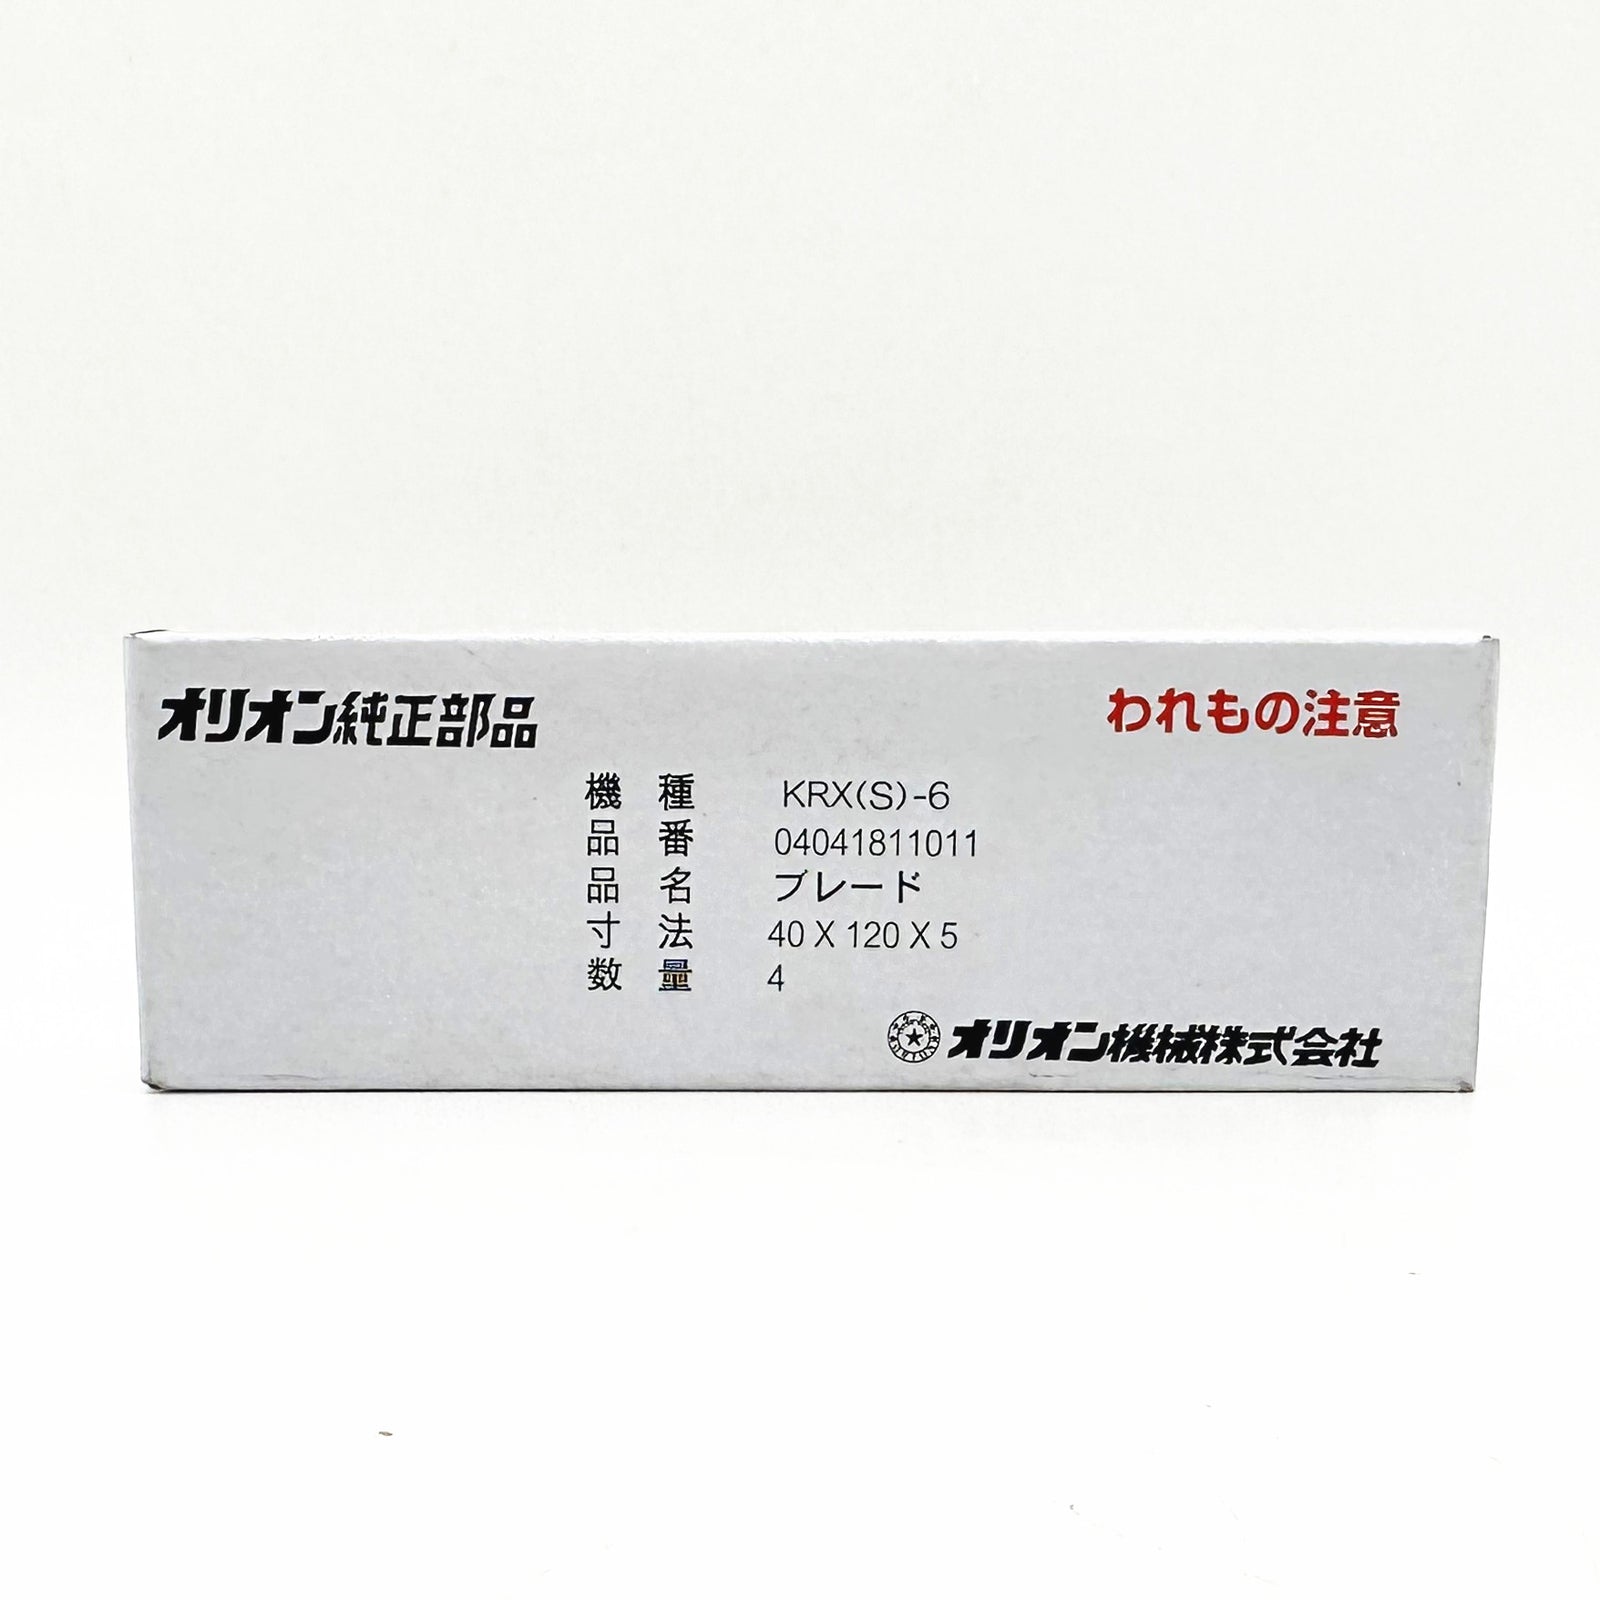 オリオン純正部品
われもの注意
機種 KRX(S)-6
品番 04041811011
品名 ブレード
寸法 40 X 120 X 5
数量 4
オリオン機械株式会社